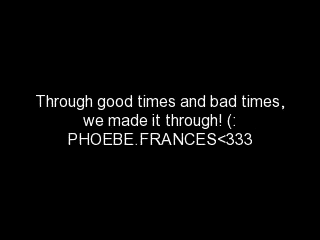 Through good times and bad times,
we made it through! (:
PHOEBE.FRANCES<333